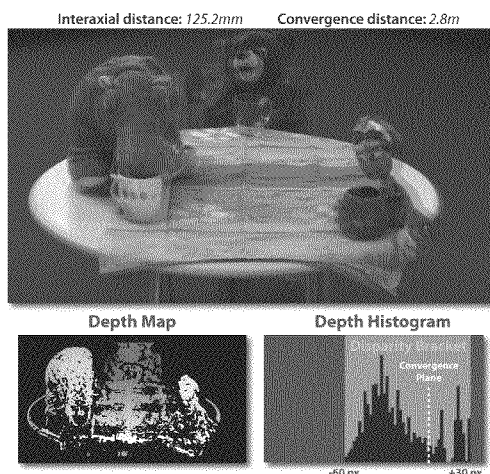 Interaxial distance: 125.2mm Convergence distance: 2.8m
Depth Map Depth Histogram
Disparity Bracket
Convergence
Plane
-60 px +30 px